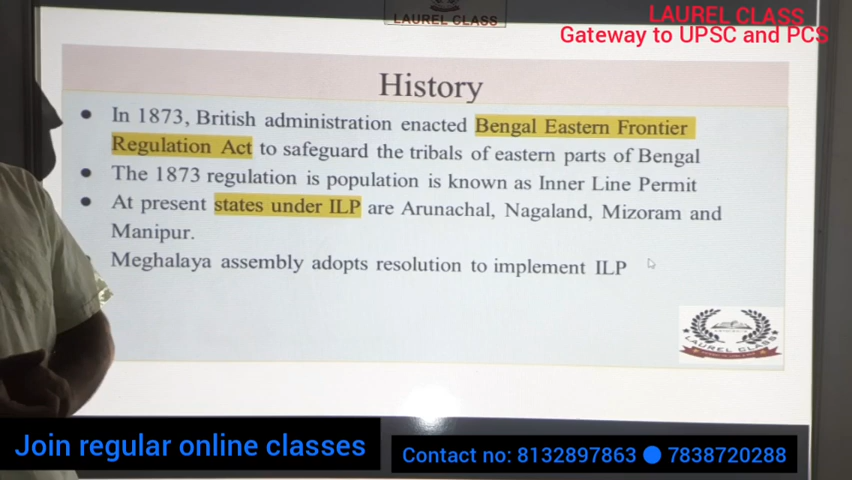 LAUREL CLASS
LAUREL CLASS
Gateway to UPSC and PCS
History
In 1873, British administration enacted Bengal Eastern Frontier
Regulation Act to safeguard the tribals of eastern parts of Bengal
The 1873 regulation is population is known as Inner Line Permit
At present states under ILP are Arunachal, Nagaland, Mizoram and
Manipur.
Meghalaya assembly adopts resolution to implement ILP
LAUREL CLASS
Join regular online classes
Contact no: 8132897863 🔵 7838720288